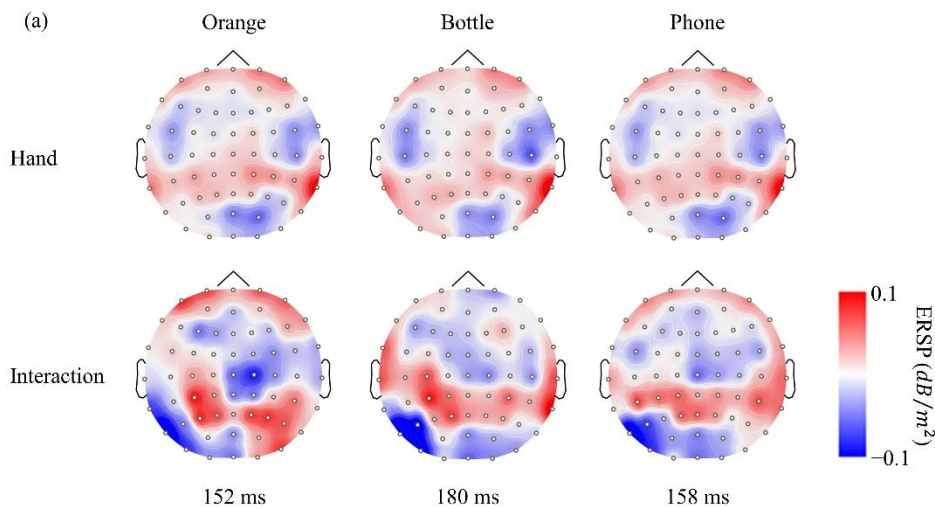 (a)
Orange Bottle Phone
Hand
Interaction
0.1
ERSP (dB/m²)
−0.1
152 ms 180 ms 158 ms